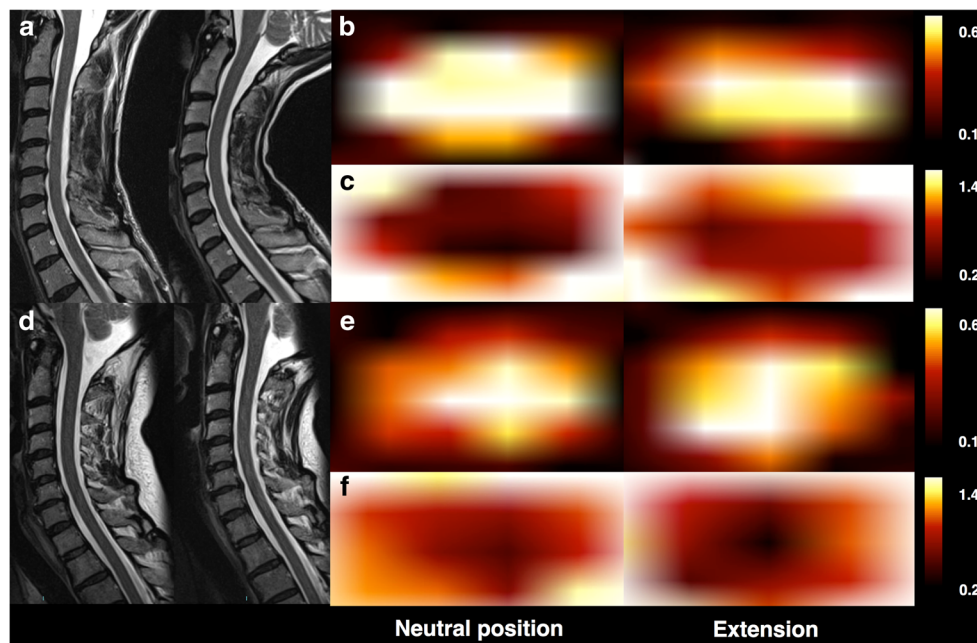 a
b
0.6
0.1
c
1.4
0.2
d
e
0.6
0.1
f
1.4
0.2
Neutral position
Extension